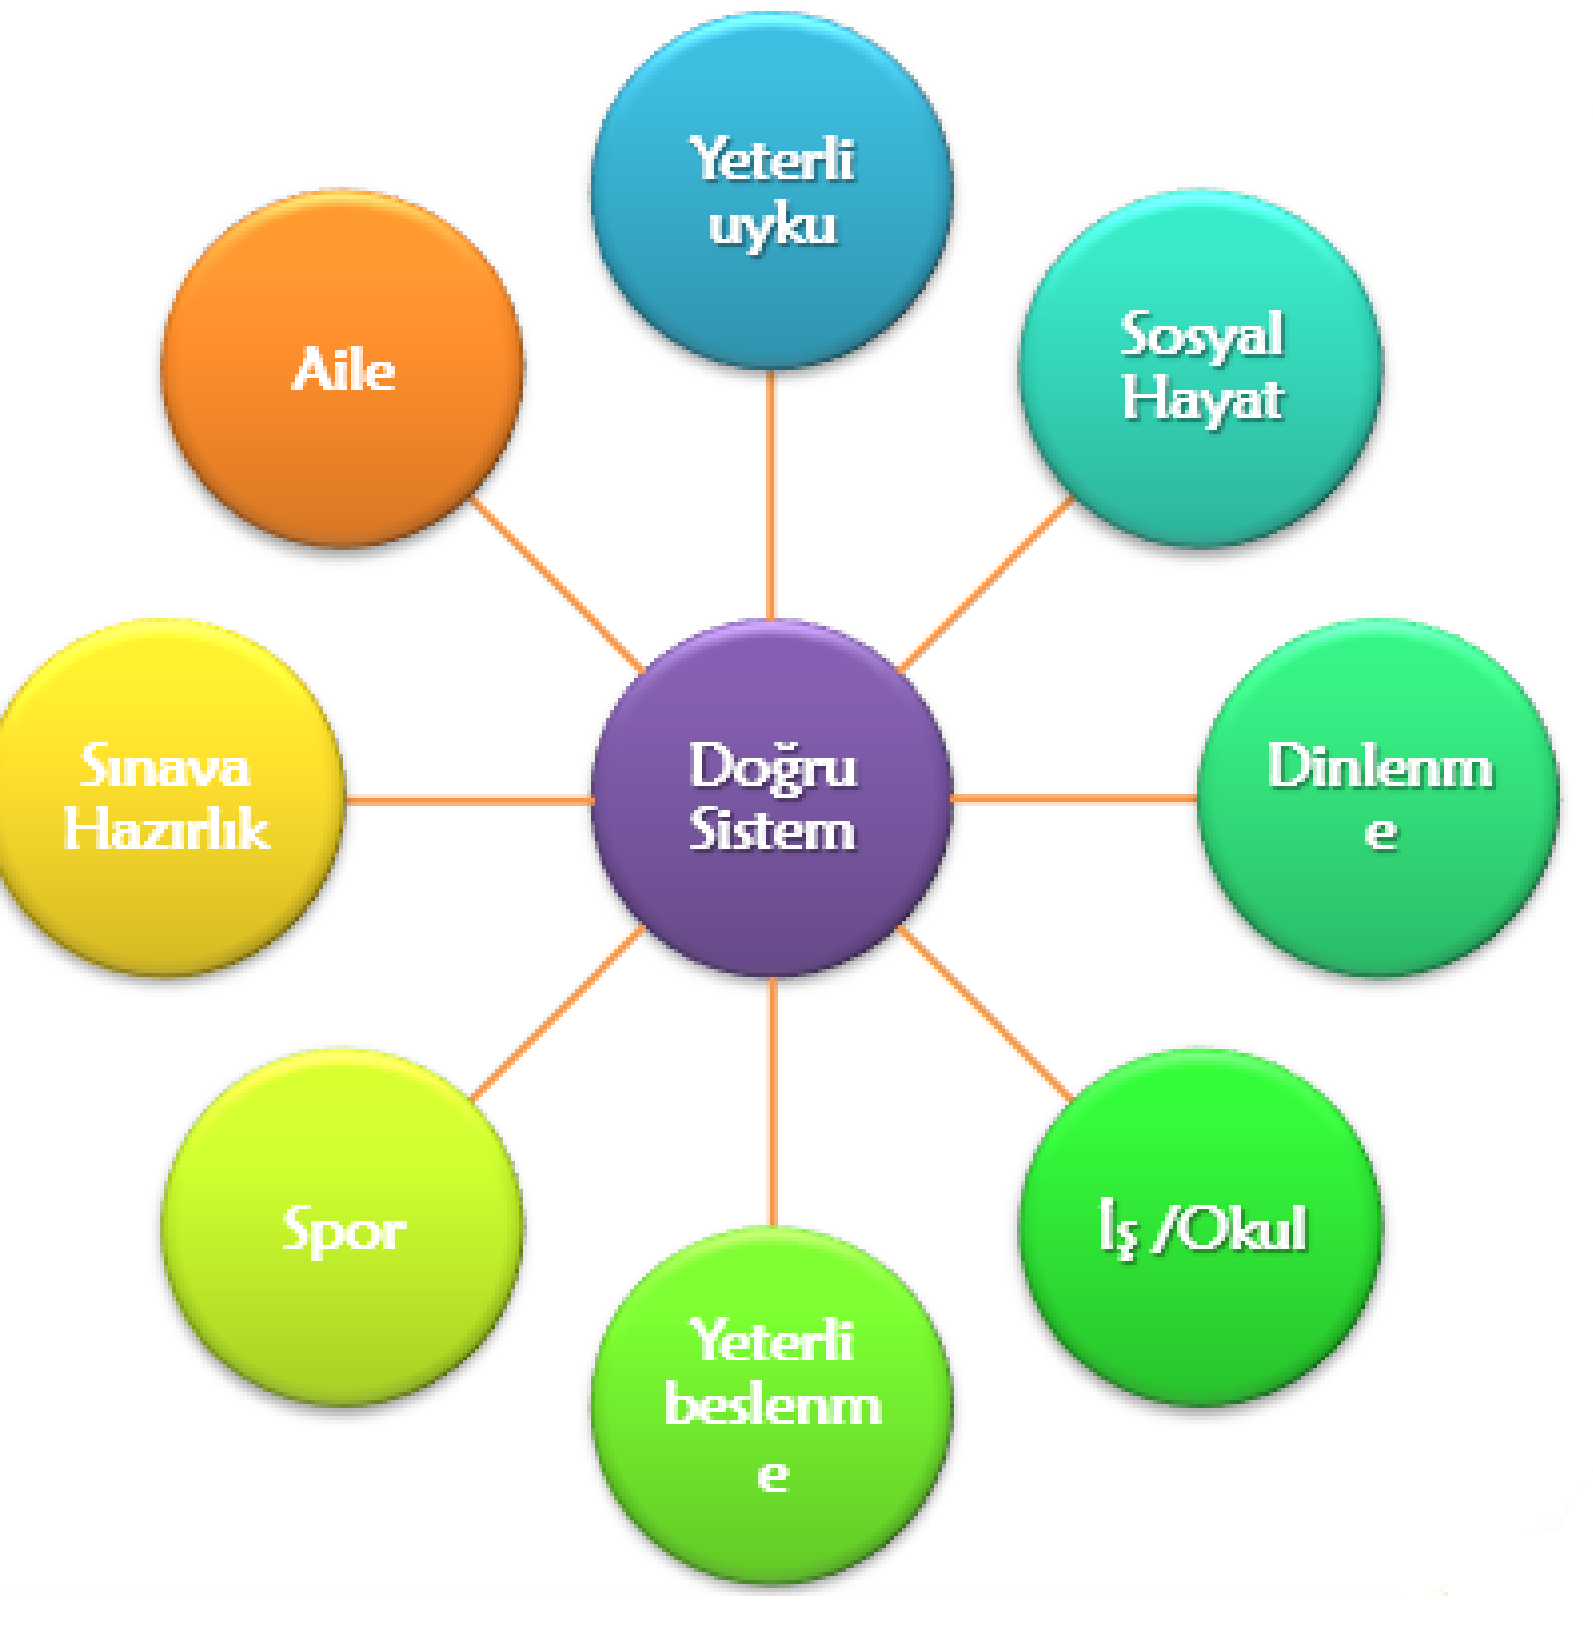 Yeterli
uyku
Sosyal
Hayat
Dinlenm
e
İş /Okul
Yeterli
beslenm
e
Spor
Sınava
Hazırlık
Aile
Doğru
Sistem